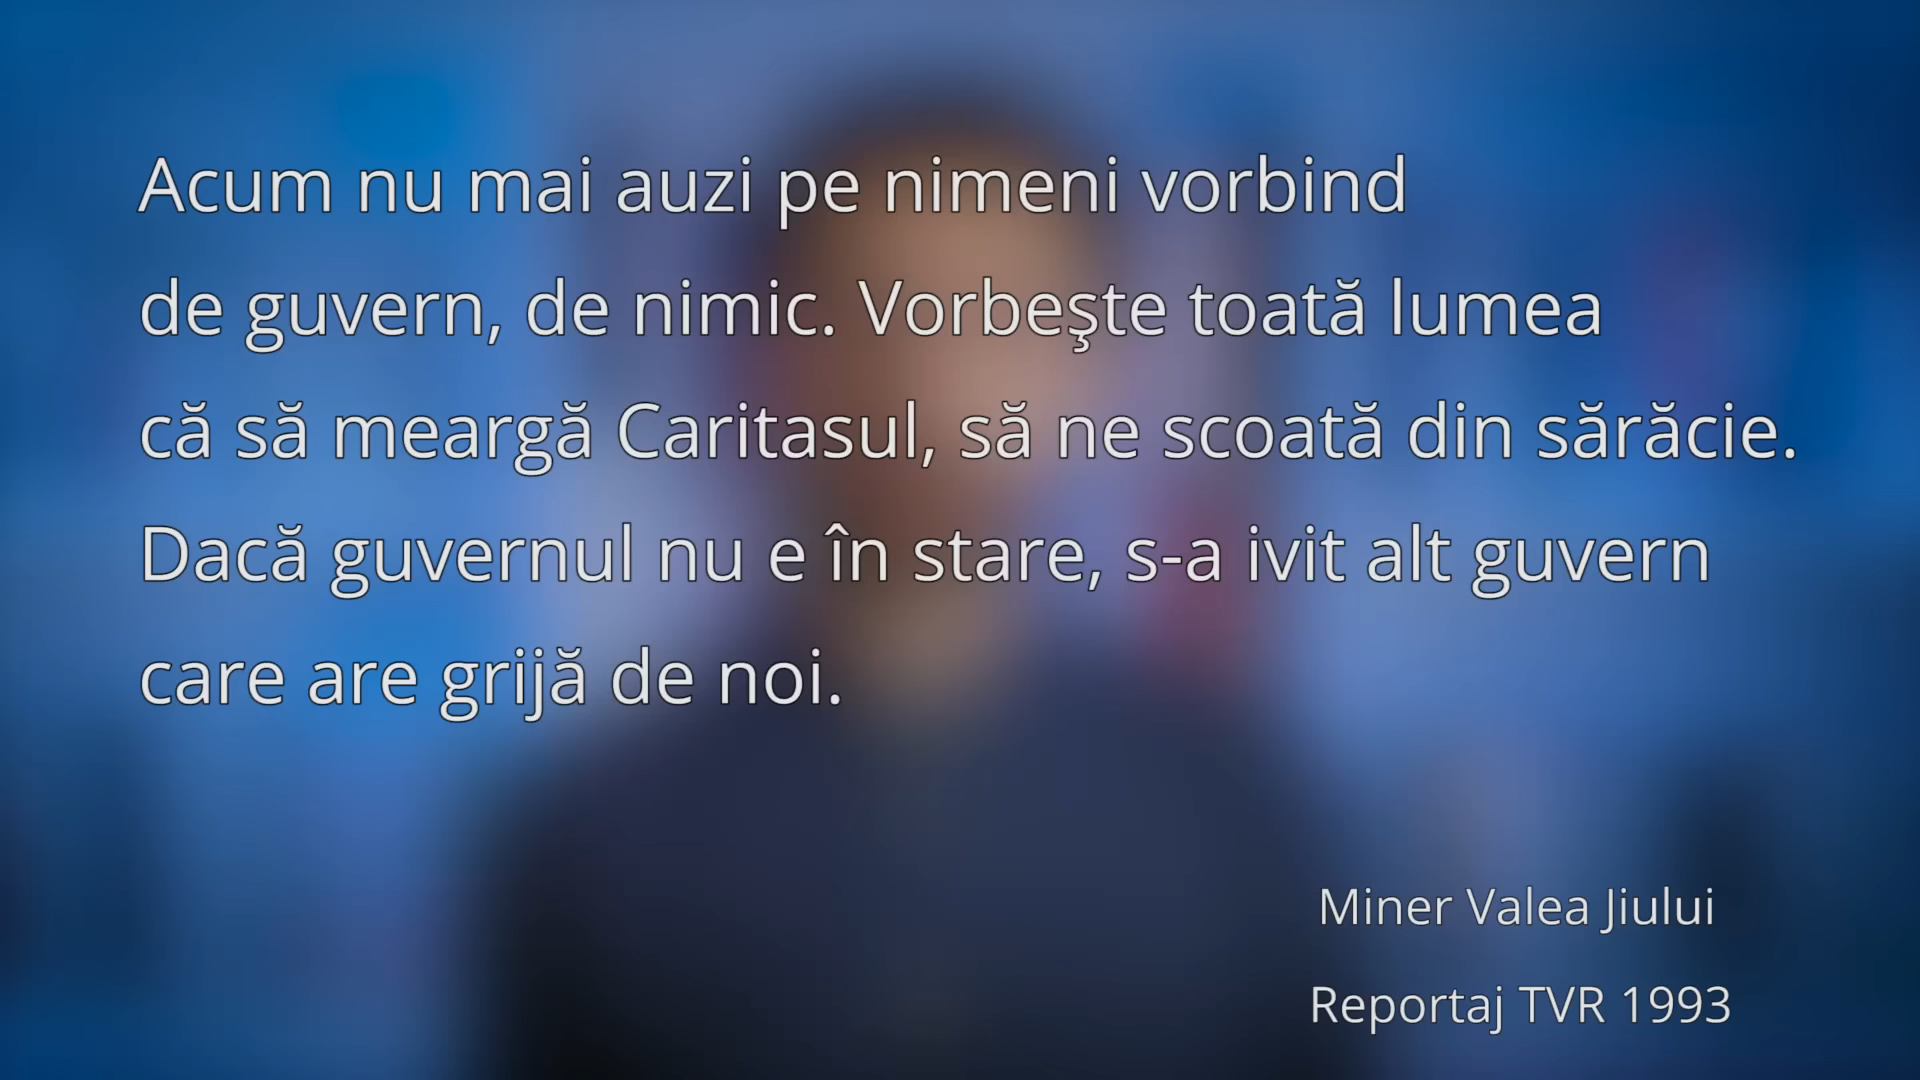 Acum nu mai auzi pe nimeni vorbind
de guvern, de nimic. Vorbeşte toată lumea
că să meargă Caritasul, să ne scoată din sărăcie.
Dacă guvernul nu e în stare, s-a ivit alt guvern
care are grijă de noi.
Miner Valea Jiului
Reportaj TVR 1993